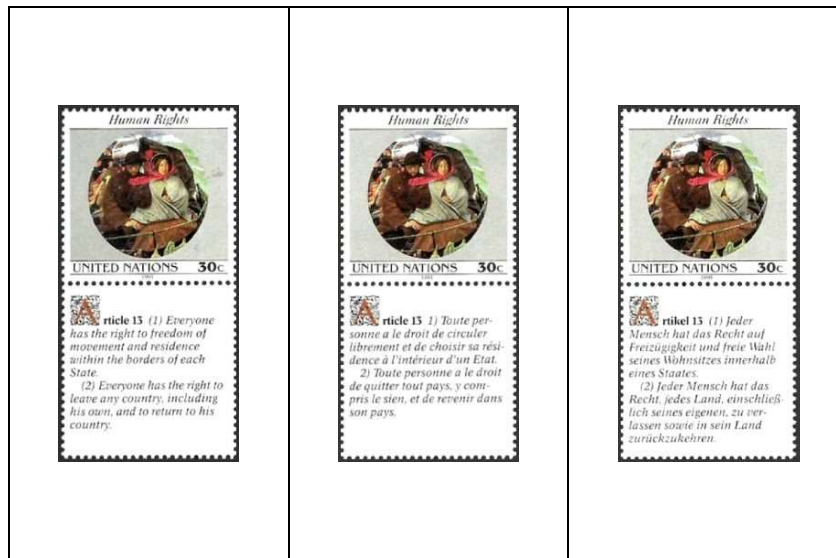 Human Rights
UNITED NATIONS 30c
1991
Article 13 (1) Everyone
has the right to freedom of
movement and residence
within the borders of each
State.
(2) Everyone has the right to
leave any country, including
his own, and to return to his
country.
Human Rights
UNITED NATIONS 30c
1991
Article 13 1) Toute per-
sonne a le droit de circuler
librement et de choisir sa rési-
dence à l'intérieur d'un Etat.
2) Toute personne a le droit
de quitter tout pays, y com-
pris le sien, et de revenir dans
son pays.
Human Rights
UNITED NATIONS 30c
1991
Artikel 13 (1) Jeder
Mensch hat das Recht auf
Freizügigkeit und freie Wahl
seines Wohnsitzes innerhalb
eines Staates.
(2) Jeder Mensch hat das
Recht, jedes Land, einschließ-
lich seines eigenen, zu ver-
lassen sowie in sein Land
zurückzukehren.